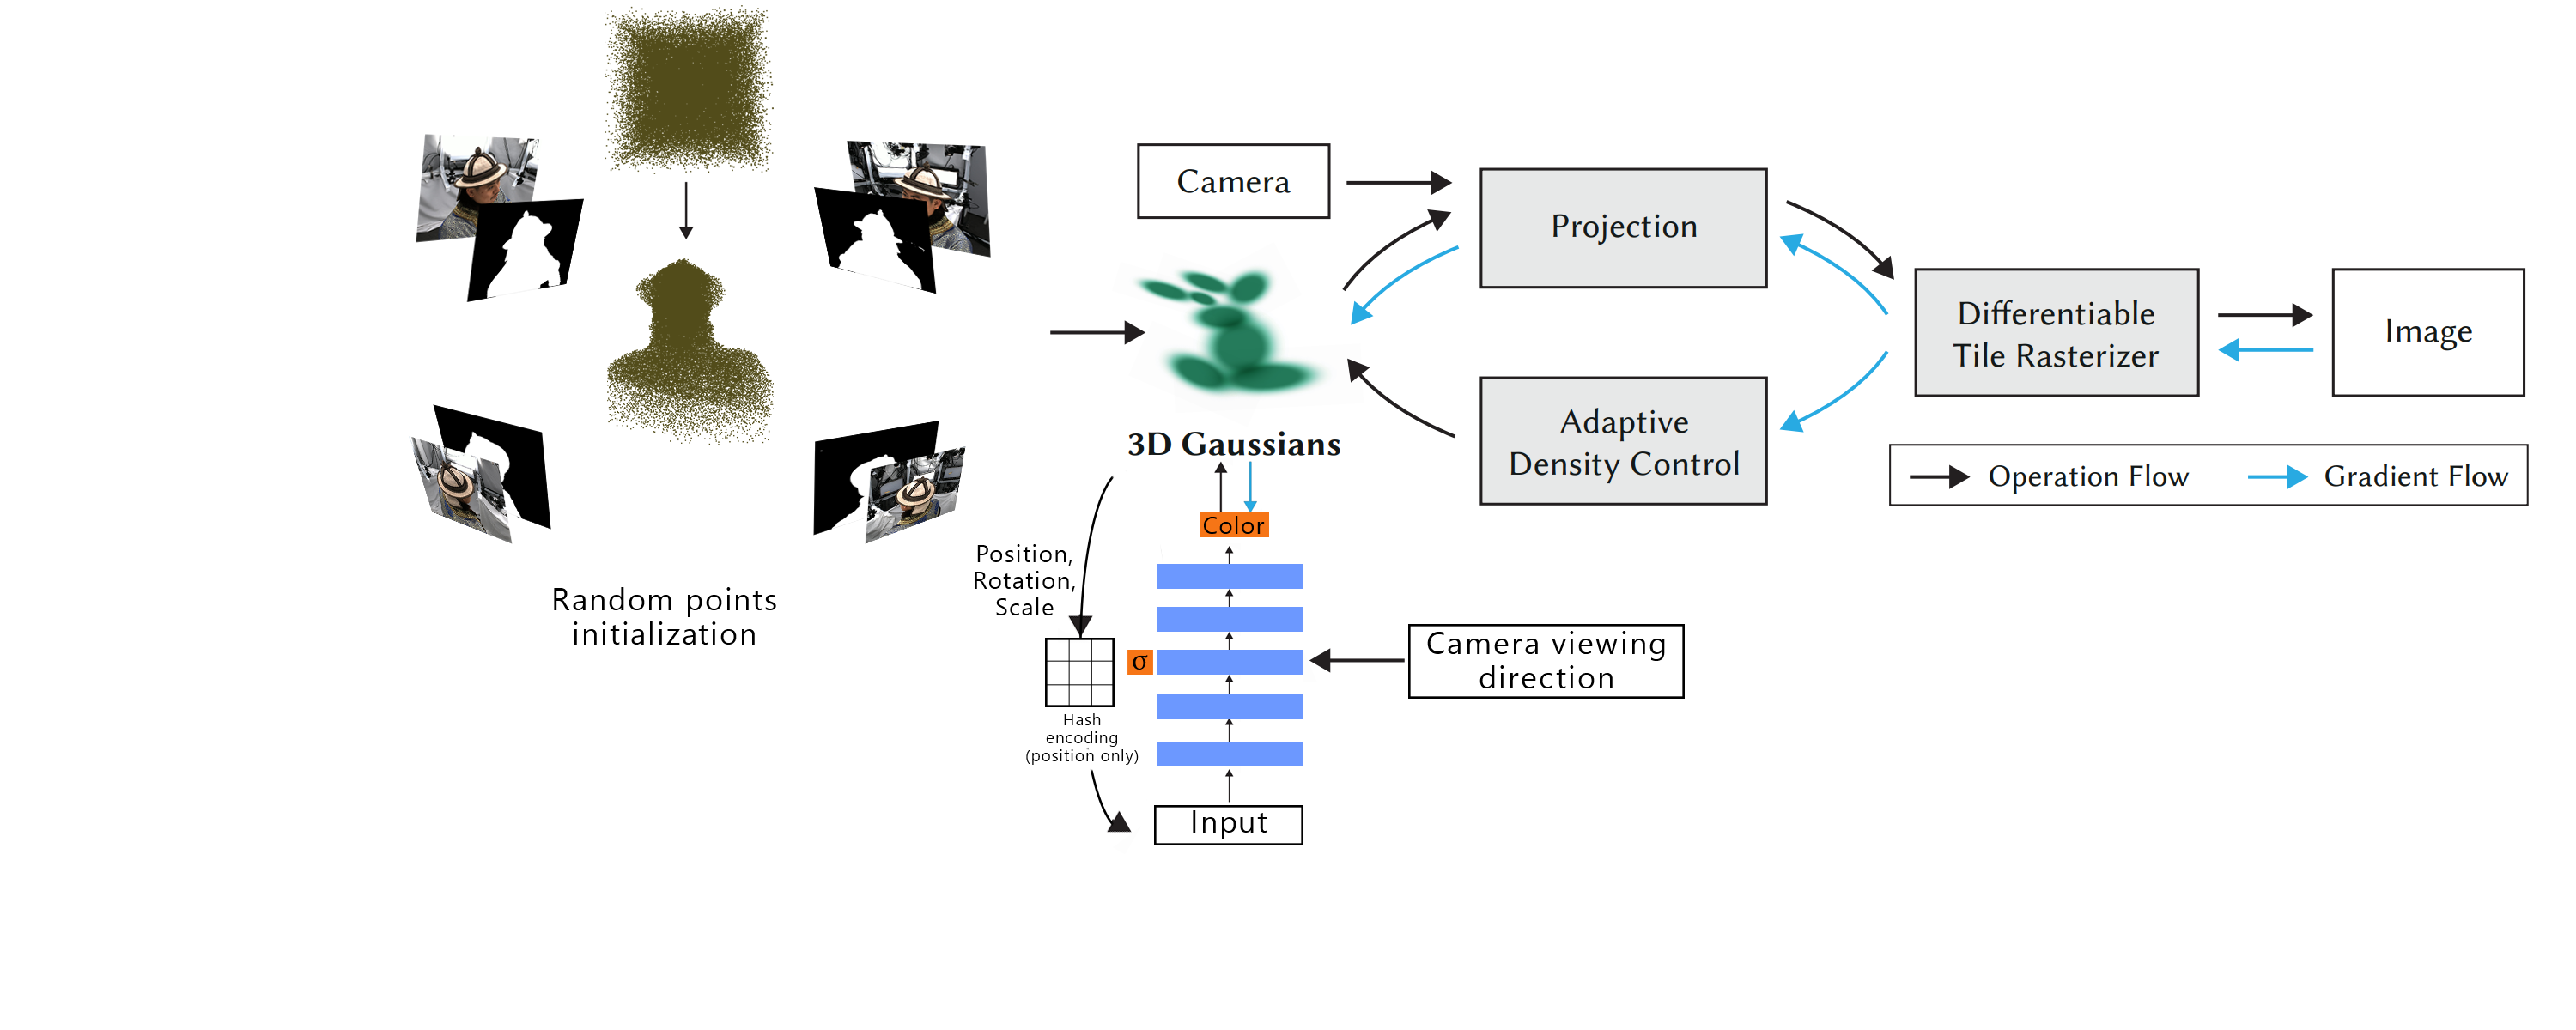 Random points
initialization
Camera
3D Gaussians
Projection
Adaptive
Density Control
Differentiable
Tile Rasterizer
Image
Operation Flow
Gradient Flow
Color
Position,
Rotation,
Scale
σ
Hash
encoding
(position only)
Camera viewing
direction
Input